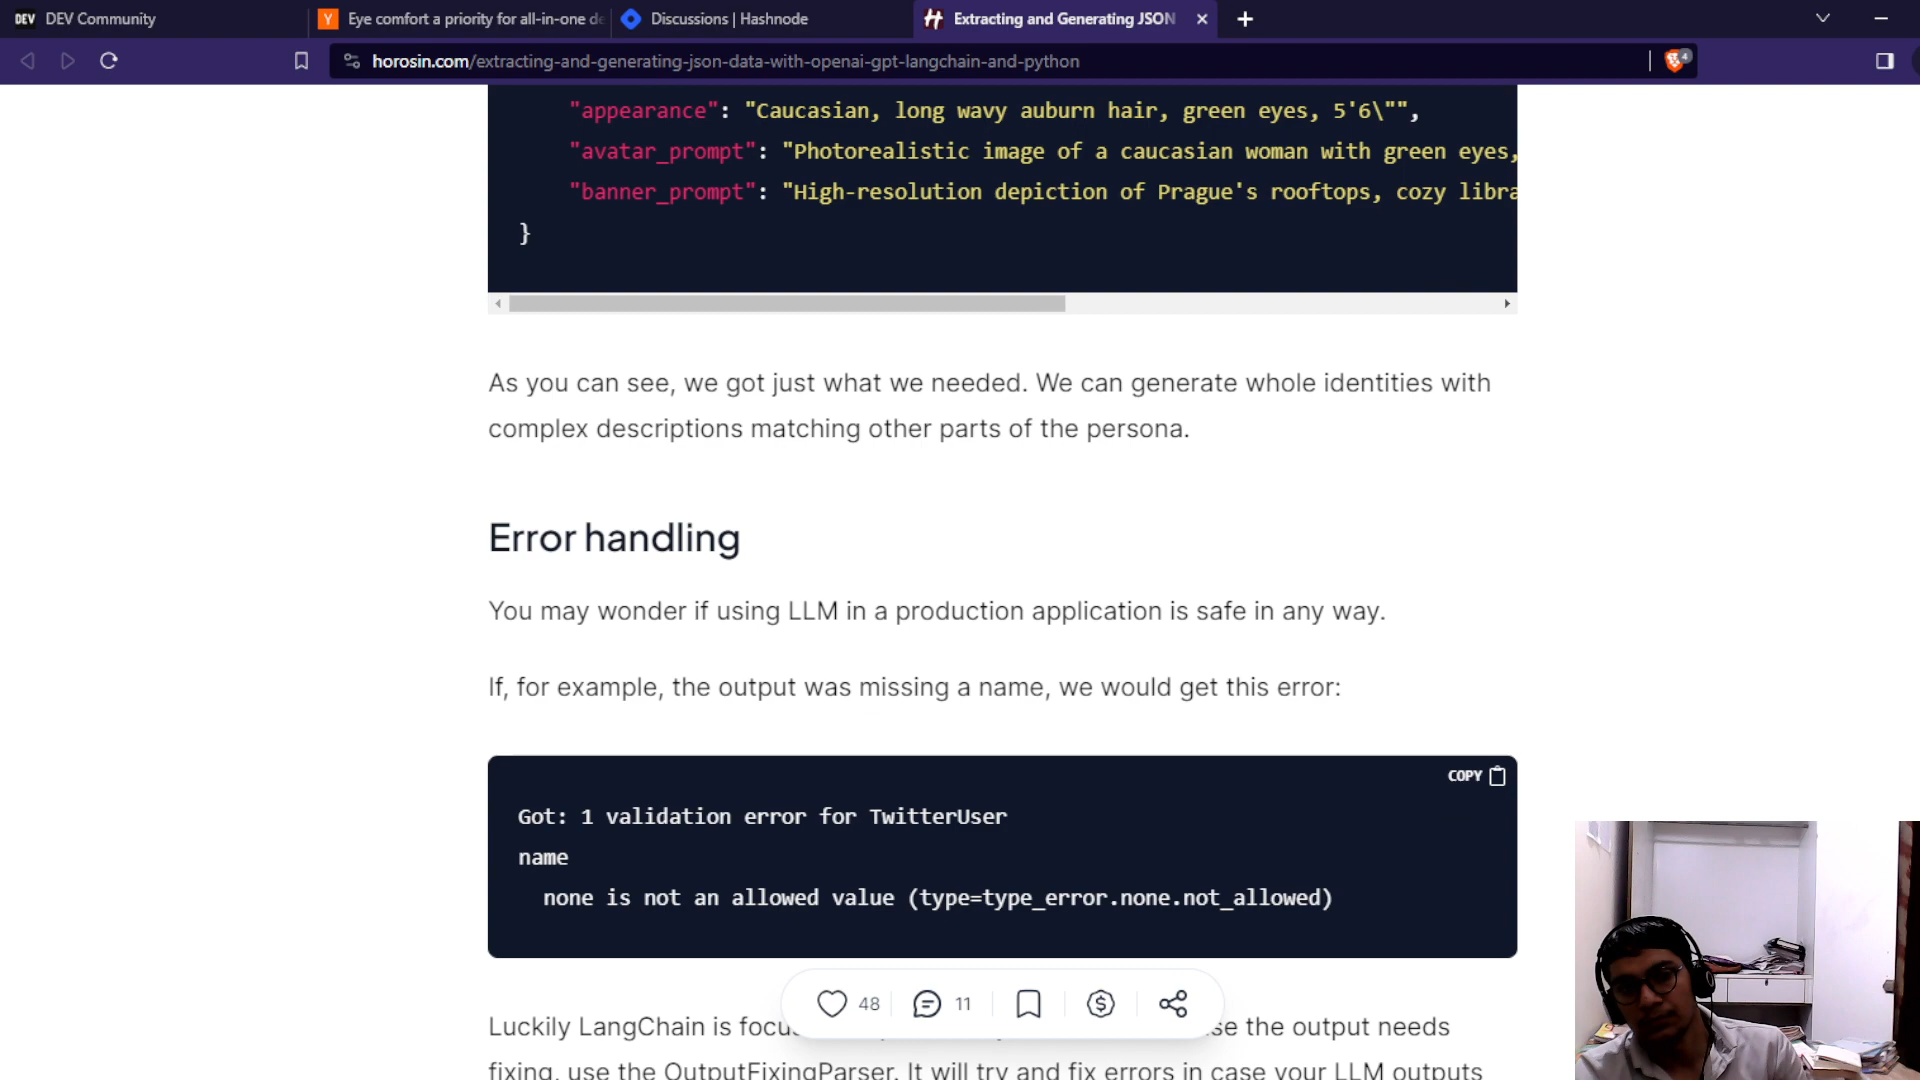 DEV DEV Community
Y Eye comfort a priority for all-in-one de
Discussions | Hashnode
Extracting and Generating JSON
horosin.com/extracting-and-generating-json-data-with-openai-gpt-langchain-and-python
4
"appearance": "Caucasian, long wavy auburn hair, green eyes, 5'6\"",
"avatar_prompt": "Photorealistic image of a caucasian woman with green eyes,
"banner_prompt": "High-resolution depiction of Prague's rooftops, cozy libra
}
As you can see, we got just what we needed. We can generate whole identities with
complex descriptions matching other parts of the persona.
Error handling
You may wonder if using LLM in a production application is safe in any way.
If, for example, the output was missing a name, we would get this error:
COPY
Got: 1 validation error for TwitterUser
name
none is not an allowed value (type=type_error.none.not_allowed)
48
11
Luckily LangChain is focu se the output needs
fixing, use the OutputFixingParser. It will try and fix errors in case your LLM outputs